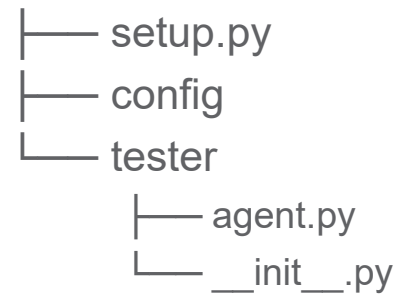 ├── setup.py
├── config
└── tester
├── agent.py
└── __init__.py